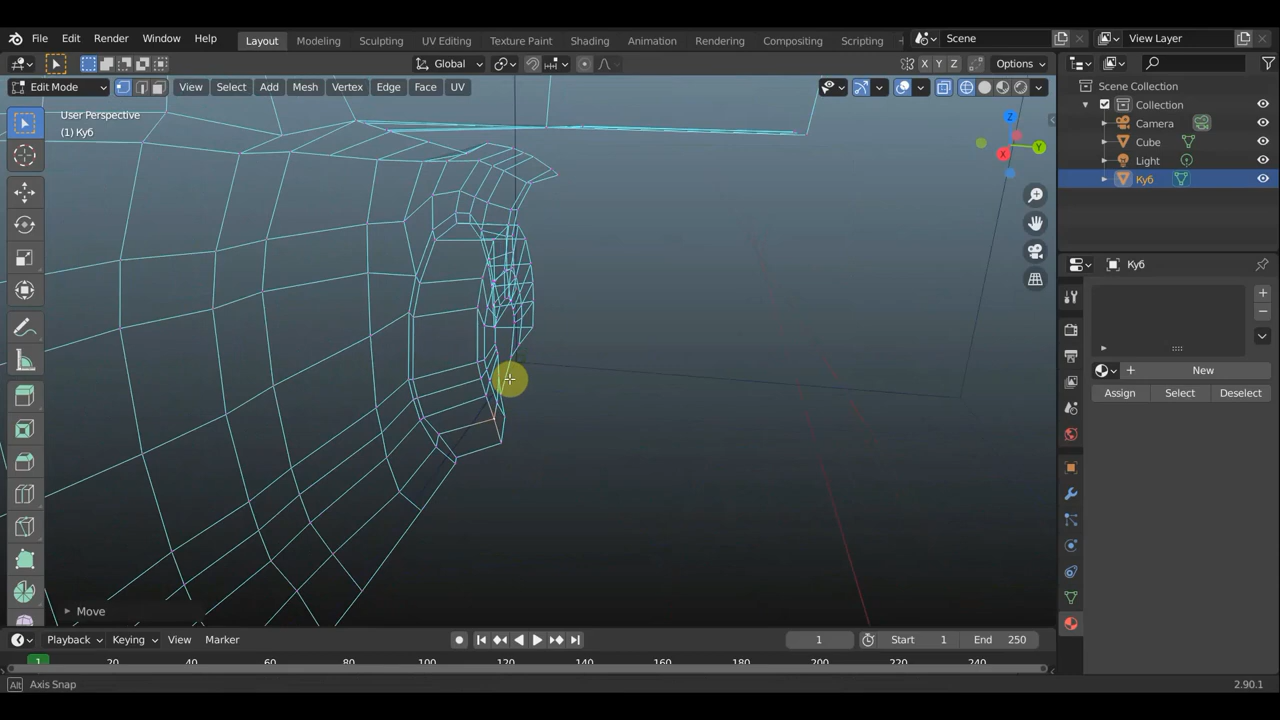 File Edit Render Window Help Layout Modeling Sculpting UV Editing Texture Paint Shading Animation Rendering Compositing Scripting Scene View Layer
Global X Y Z Options
Edit Mode View Select Add Mesh Vertex Edge Face UV
User Perspective
(1) Куб
Z
Y
X
Move
Scene Collection
Collection
Camera
Cube
Light
Куб
Куб
New
Assign Select Deselect
Playback Keying View Marker 1 Start 1 End 250
1 20 40 60 80 100 120 140 160 180 200 220 240
Alt Axis Snap 2.90.1